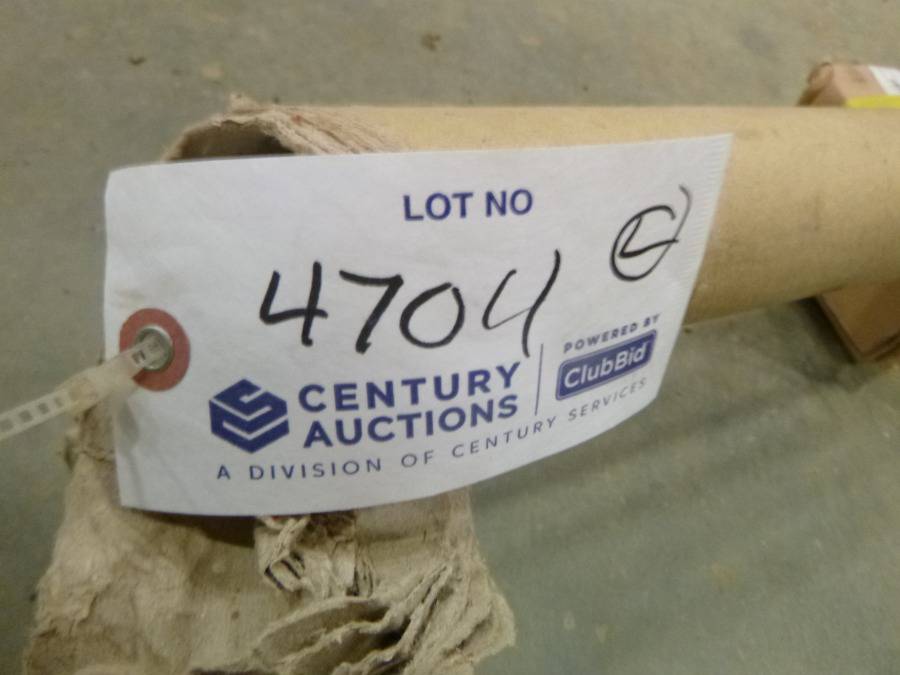 LOT NO
4704
CENTURY
AUCTIONS
POWERED BY
ClubBid
A DIVISION OF CENTURY SERVICES